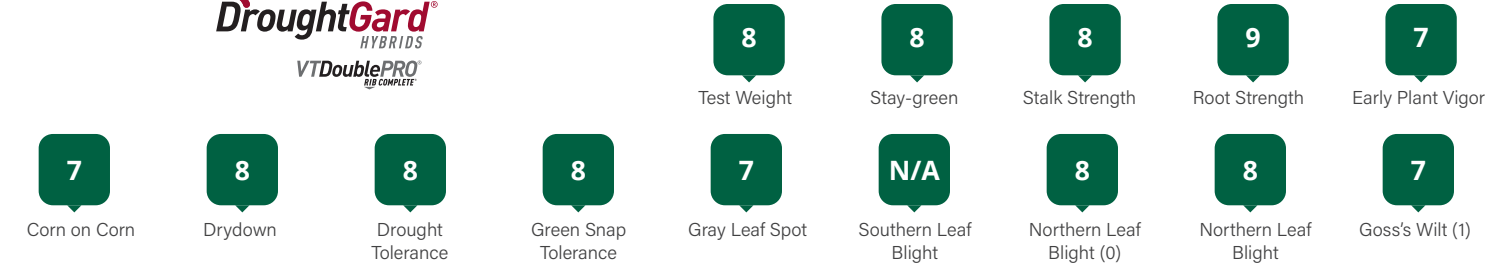 DroughtGard®
HYBRIDS
VTDoublePRO®
RIB COMPLETE®
8
8
8
9
7
Test Weight
Stay-green
Stalk Strength
Root Strength
Early Plant Vigor
7
8
8
8
7
N/A
8
8
7
Corn on Corn
Drydown
Drought
Tolerance
Green Snap
Tolerance
Gray Leaf Spot
Southern Leaf
Blight
Northern Leaf
Blight (0)
Northern Leaf
Blight
Goss’s Wilt (1)